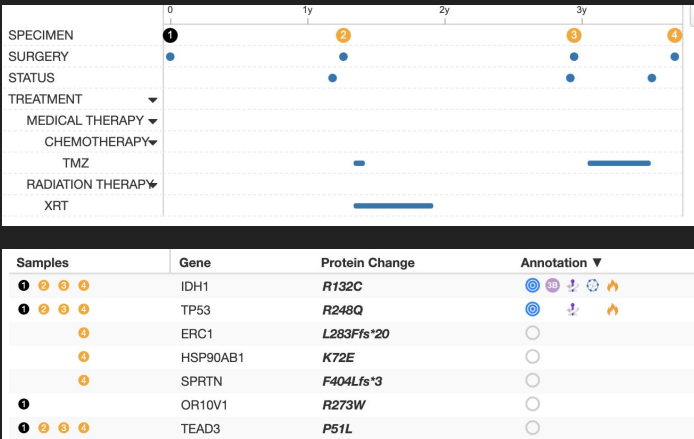 0 1y 2y 3y
SPECIMEN 1 2 3 4
SURGERY
STATUS
TREATMENT
MEDICAL THERAPY
CHEMOTHERAPY
TMZ
RADIATION THERAPY
XRT
Samples Gene Protein Change Annotation ▼
1 2 3 4 IDH1 R132C 3B
1 2 3 4 TP53 R248Q
4 ERC1 L283Ffs*20
4 HSP90AB1 K72E
4 SPRTN F404Lfs*3
1 OR10V1 R273W
1 2 3 4 TEAD3 P51L